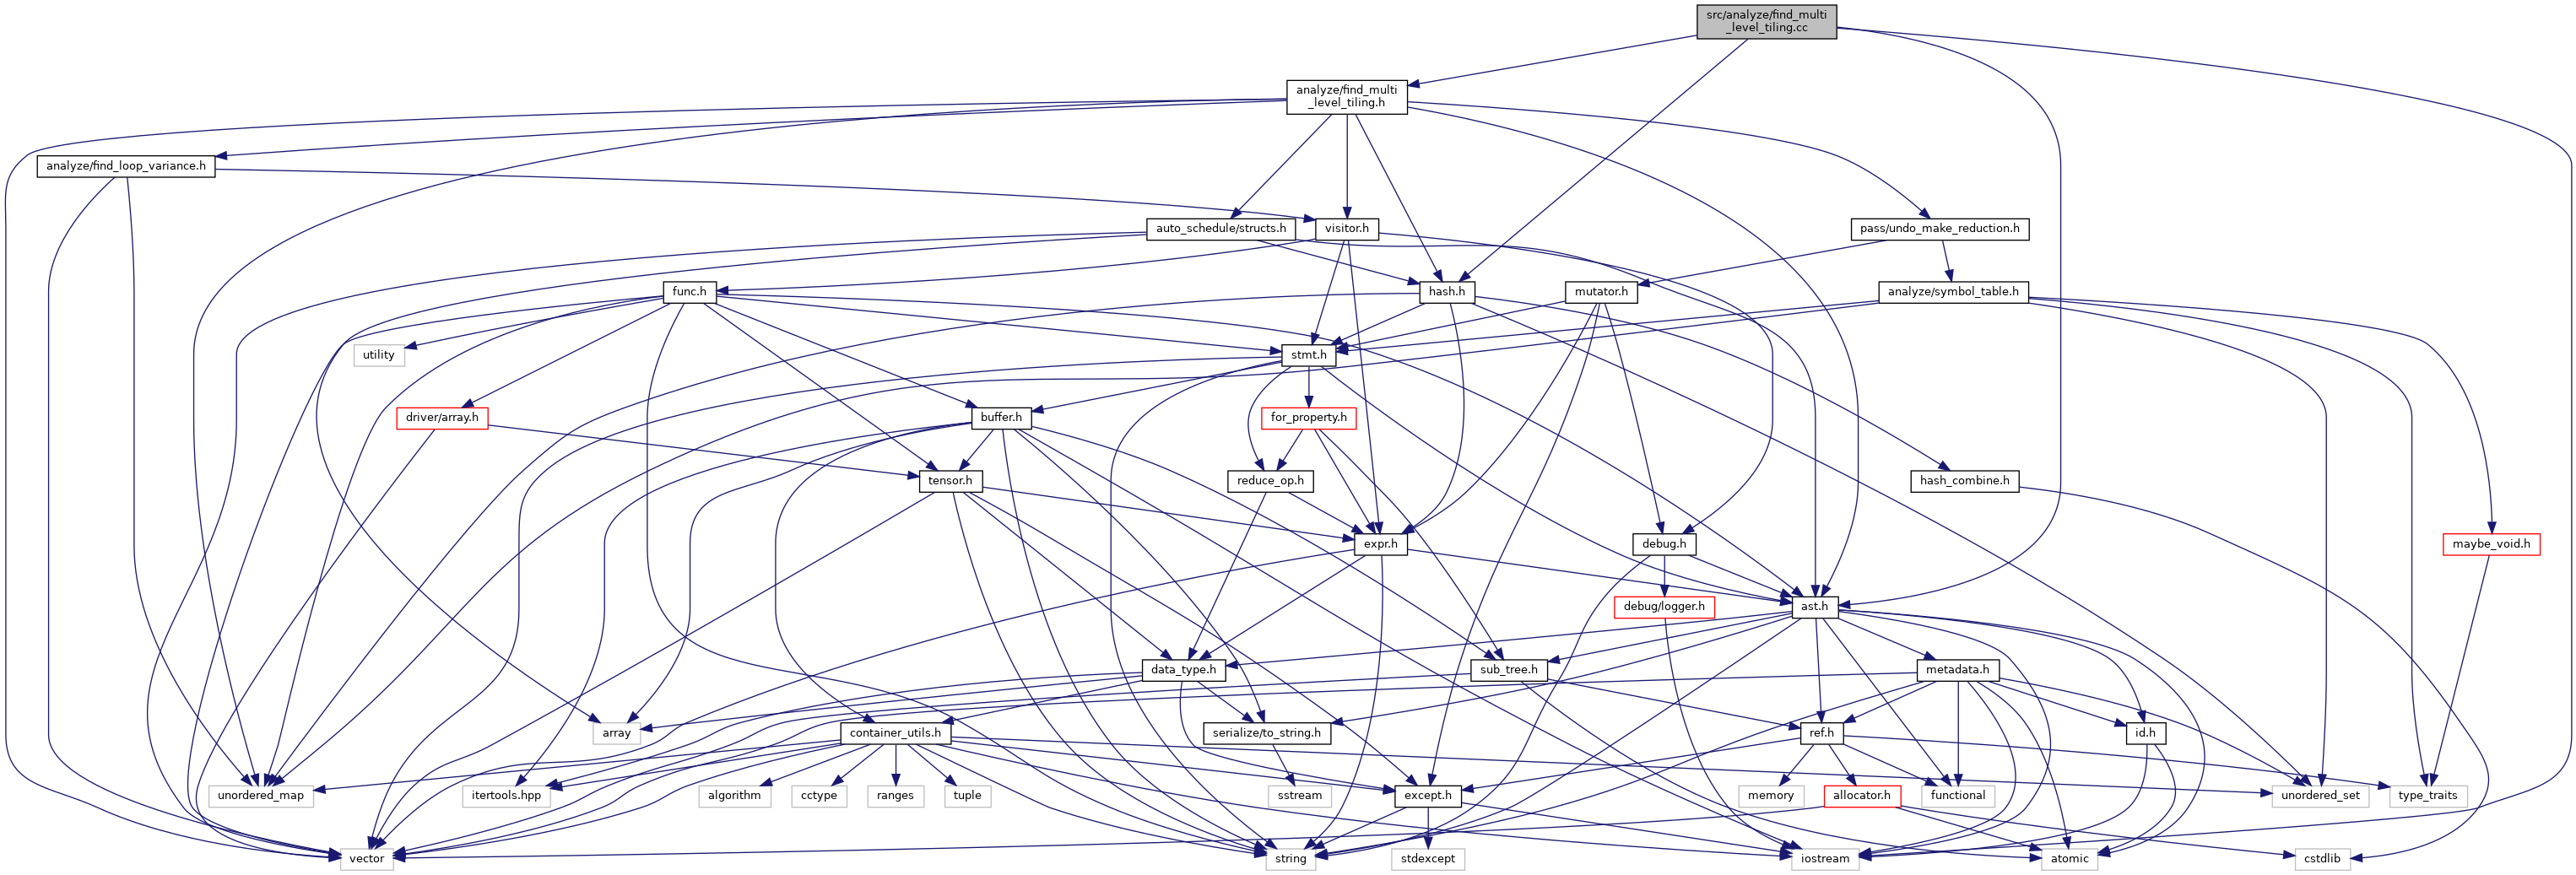 src/analyze/find_multi
_level_tiling.cc
analyze/find_multi
_level_tiling.h
analyze/find_loop_variance.h
auto_schedule/structs.h
visitor.h
pass/undo_make_reduction.h
func.h
hash.h
mutator.h
analyze/symbol_table.h
utility
stmt.h
driver/array.h
buffer.h
for_property.h
tensor.h
reduce_op.h
hash_combine.h
expr.h
debug.h
maybe_void.h
debug/logger.h
ast.h
data_type.h
sub_tree.h
metadata.h
array
container_utils.h
serialize/to_string.h
ref.h
id.h
unordered_map
itertools.hpp
algorithm
cctype
ranges
tuple
sstream
except.h
memory
allocator.h
functional
unordered_set
type_traits
vector
string
stdexcept
iostream
atomic
cstdlib